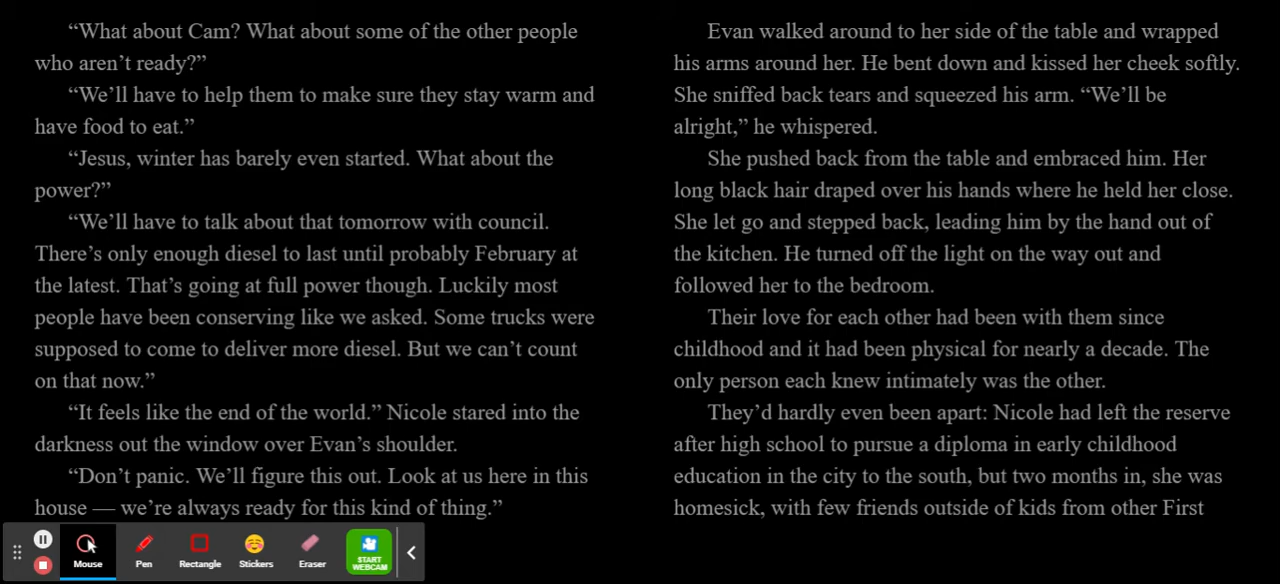 “What about Cam? What about some of the other people
who aren’t ready?”
“We’ll have to help them to make sure they stay warm and
have food to eat.”
“Jesus, winter has barely even started. What about the
power?”
“We’ll have to talk about that tomorrow with council.
There’s only enough diesel to last until probably February at
the latest. That’s going at full power though. Luckily most
people have been conserving like we asked. Some trucks were
supposed to come to deliver more diesel. But we can’t count
on that now.”
“It feels like the end of the world.” Nicole stared into the
darkness out the window over Evan’s shoulder.
“Don’t panic. We’ll figure this out. Look at us here in this
house — we’re always ready for this kind of thing.”
Evan walked around to her side of the table and wrapped
his arms around her. He bent down and kissed her cheek softly.
She sniffed back tears and squeezed his arm. “We’ll be
alright,” he whispered.
She pushed back from the table and embraced him. Her
long black hair draped over his hands where he held her close.
She let go and stepped back, leading him by the hand out of
the kitchen. He turned off the light on the way out and
followed her to the bedroom.
Their love for each other had been with them since
childhood and it had been physical for nearly a decade. The
only person each knew intimately was the other.
They’d hardly even been apart: Nicole had left the reserve
after high school to pursue a diploma in early childhood
education in the city to the south, but two months in, she was
homesick, with few friends outside of kids from other First
Mouse
Pen
Rectangle
Stickers
Eraser
START
WEBCAM